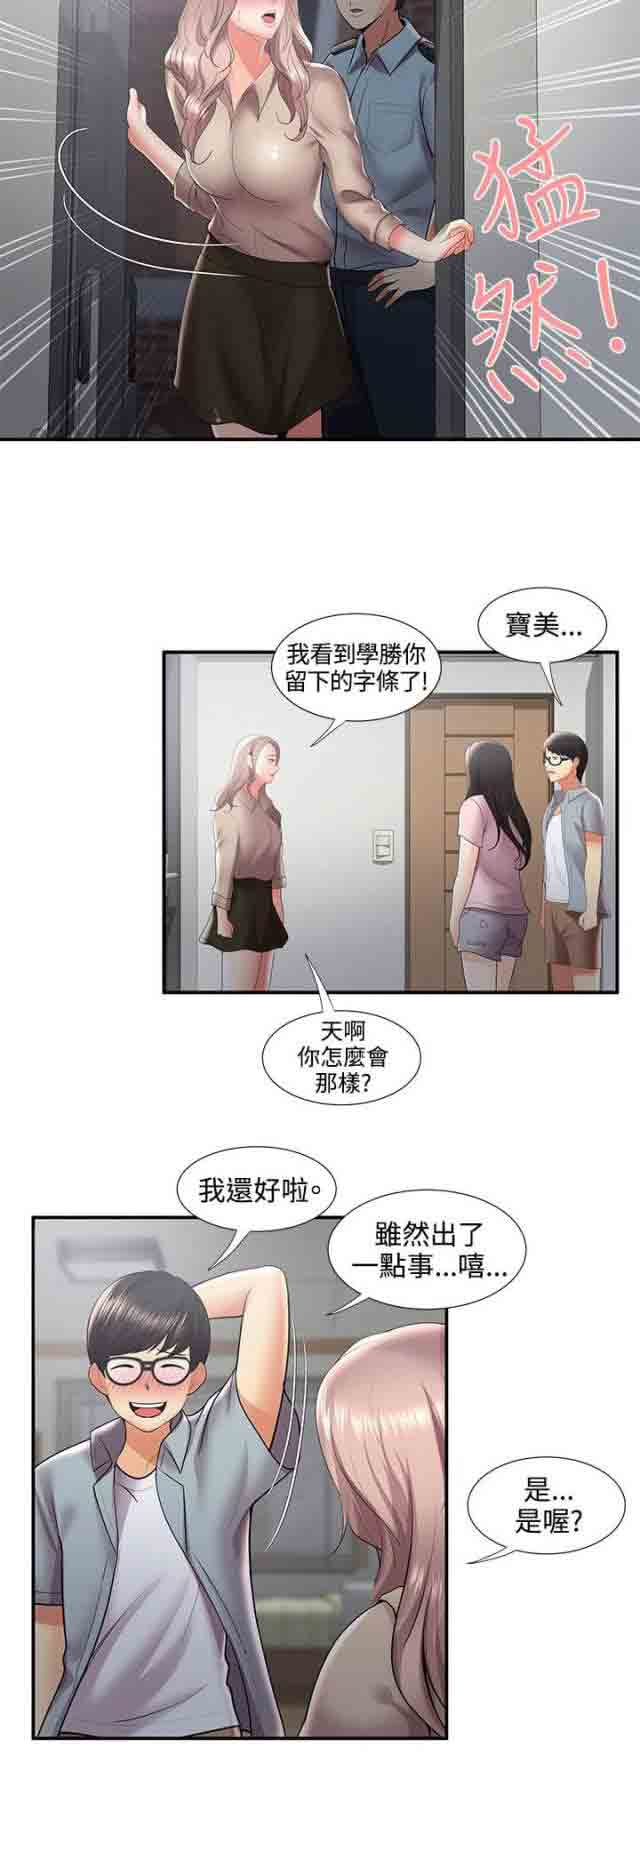 猛
然!
寶美...
我看到學勝你
留下的字條了!
天啊
你怎麼會
那樣?
我還好啦。
雖然出了
一點事...嘻...
是...
是喔?